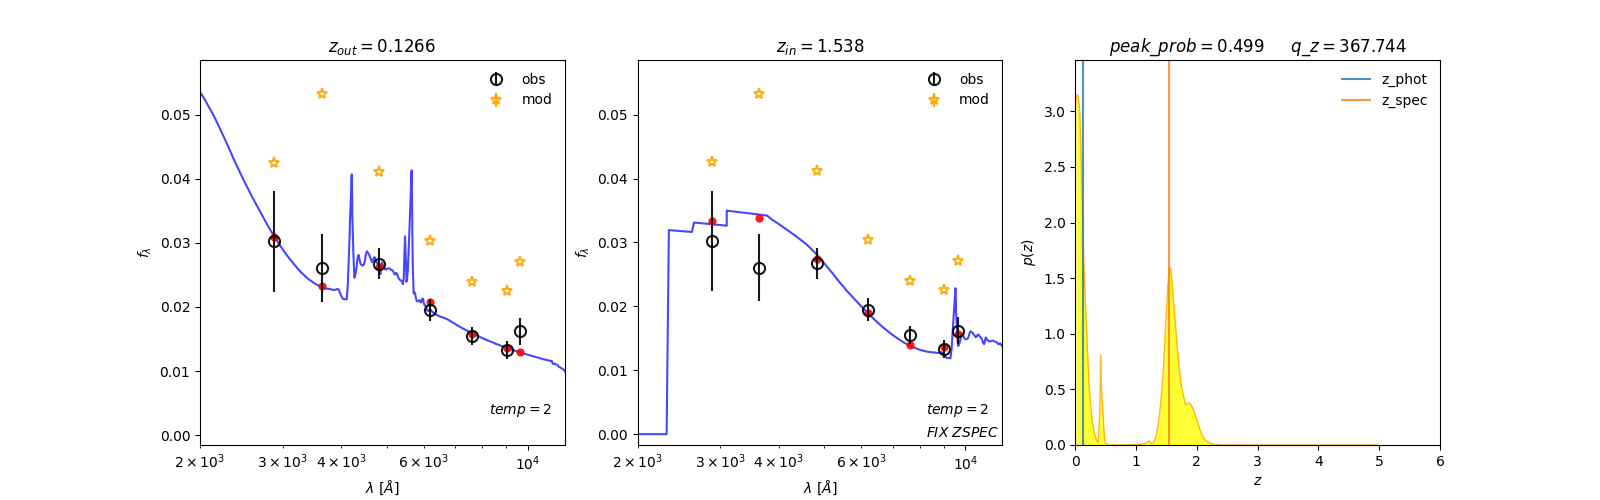 z_out = 0.1266
obs
mod
0.05
0.04
0.03
0.02
0.01
0.00
f_λ
temp = 2
2 × 10³
3 × 10³
4 × 10³
6 × 10³
10⁴
λ [Å]
z_in = 1.538
obs
mod
0.05
0.04
0.03
0.02
0.01
0.00
f_λ
temp = 2
FIX ZSPEC
2 × 10³
3 × 10³
4 × 10³
6 × 10³
10⁴
λ [Å]
peak_prob = 0.499 q_z = 367.744
z_phot
z_spec
3.0
2.5
2.0
1.5
1.0
0.5
0.0
p(z)
0 1 2 3 4 5 6
z